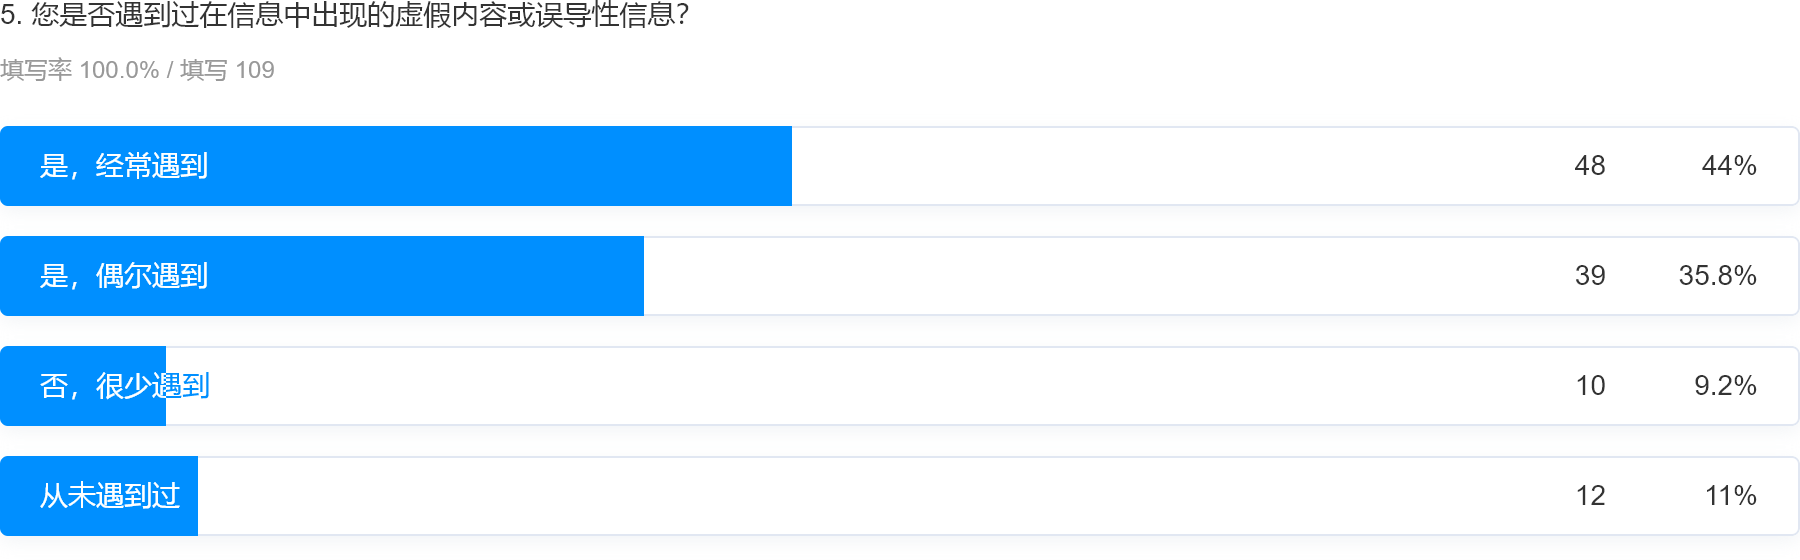 5. 您是否遇到过在信息中出现的虚假内容或误导性信息？
填写率 100.0% / 填写 109
是，经常遇到 48 44%
是，偶尔遇到 39 35.8%
否，很少遇到 10 9.2%
从未遇到过 12 11%